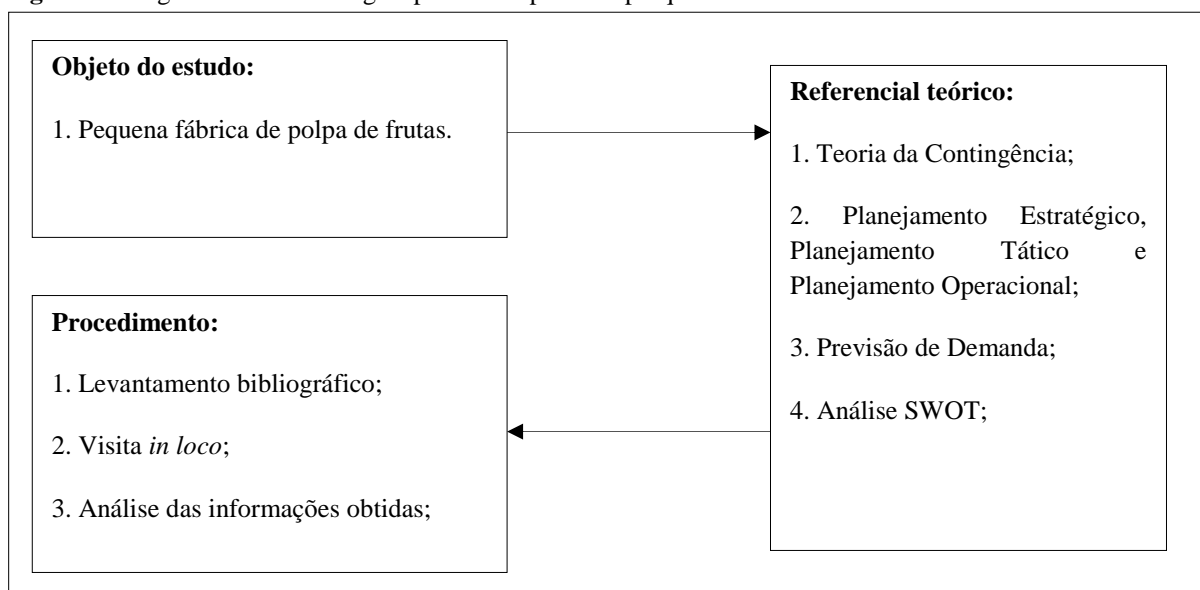 Objeto do estudo:
1. Pequena fábrica de polpa de frutas.
Referencial teórico:
1. Teoria da Contingência;
2. Planejamento Estratégico,
Planejamento Tático e
Planejamento Operacional;
3. Previsão de Demanda;
4. Análise SWOT;
Procedimento:
1. Levantamento bibliográfico;
2. Visita in loco;
3. Análise das informações obtidas;